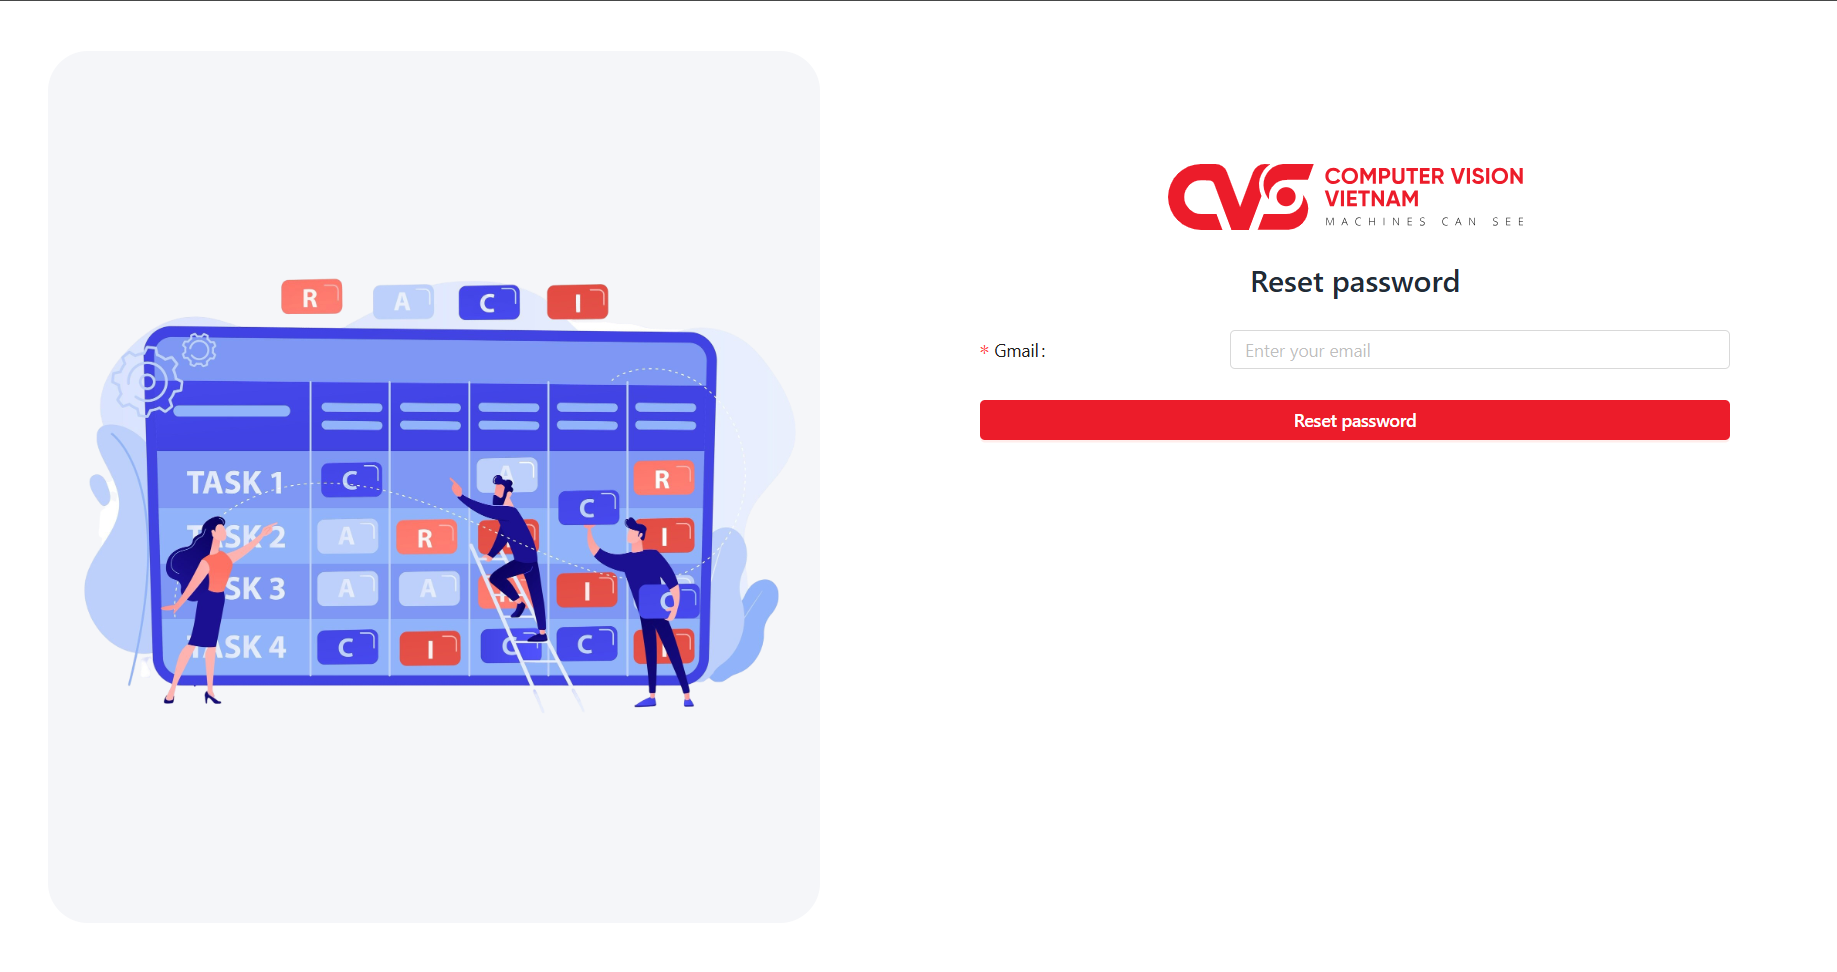 R A C I
TASK 1 C A R
C
TASK 2 A R I
SK 3 A A I C
TASK 4 C I C C I
COMPUTER VISION
VIETNAM
MACHINES CAN SEE
Reset password
* Gmail: Enter your email
Reset password